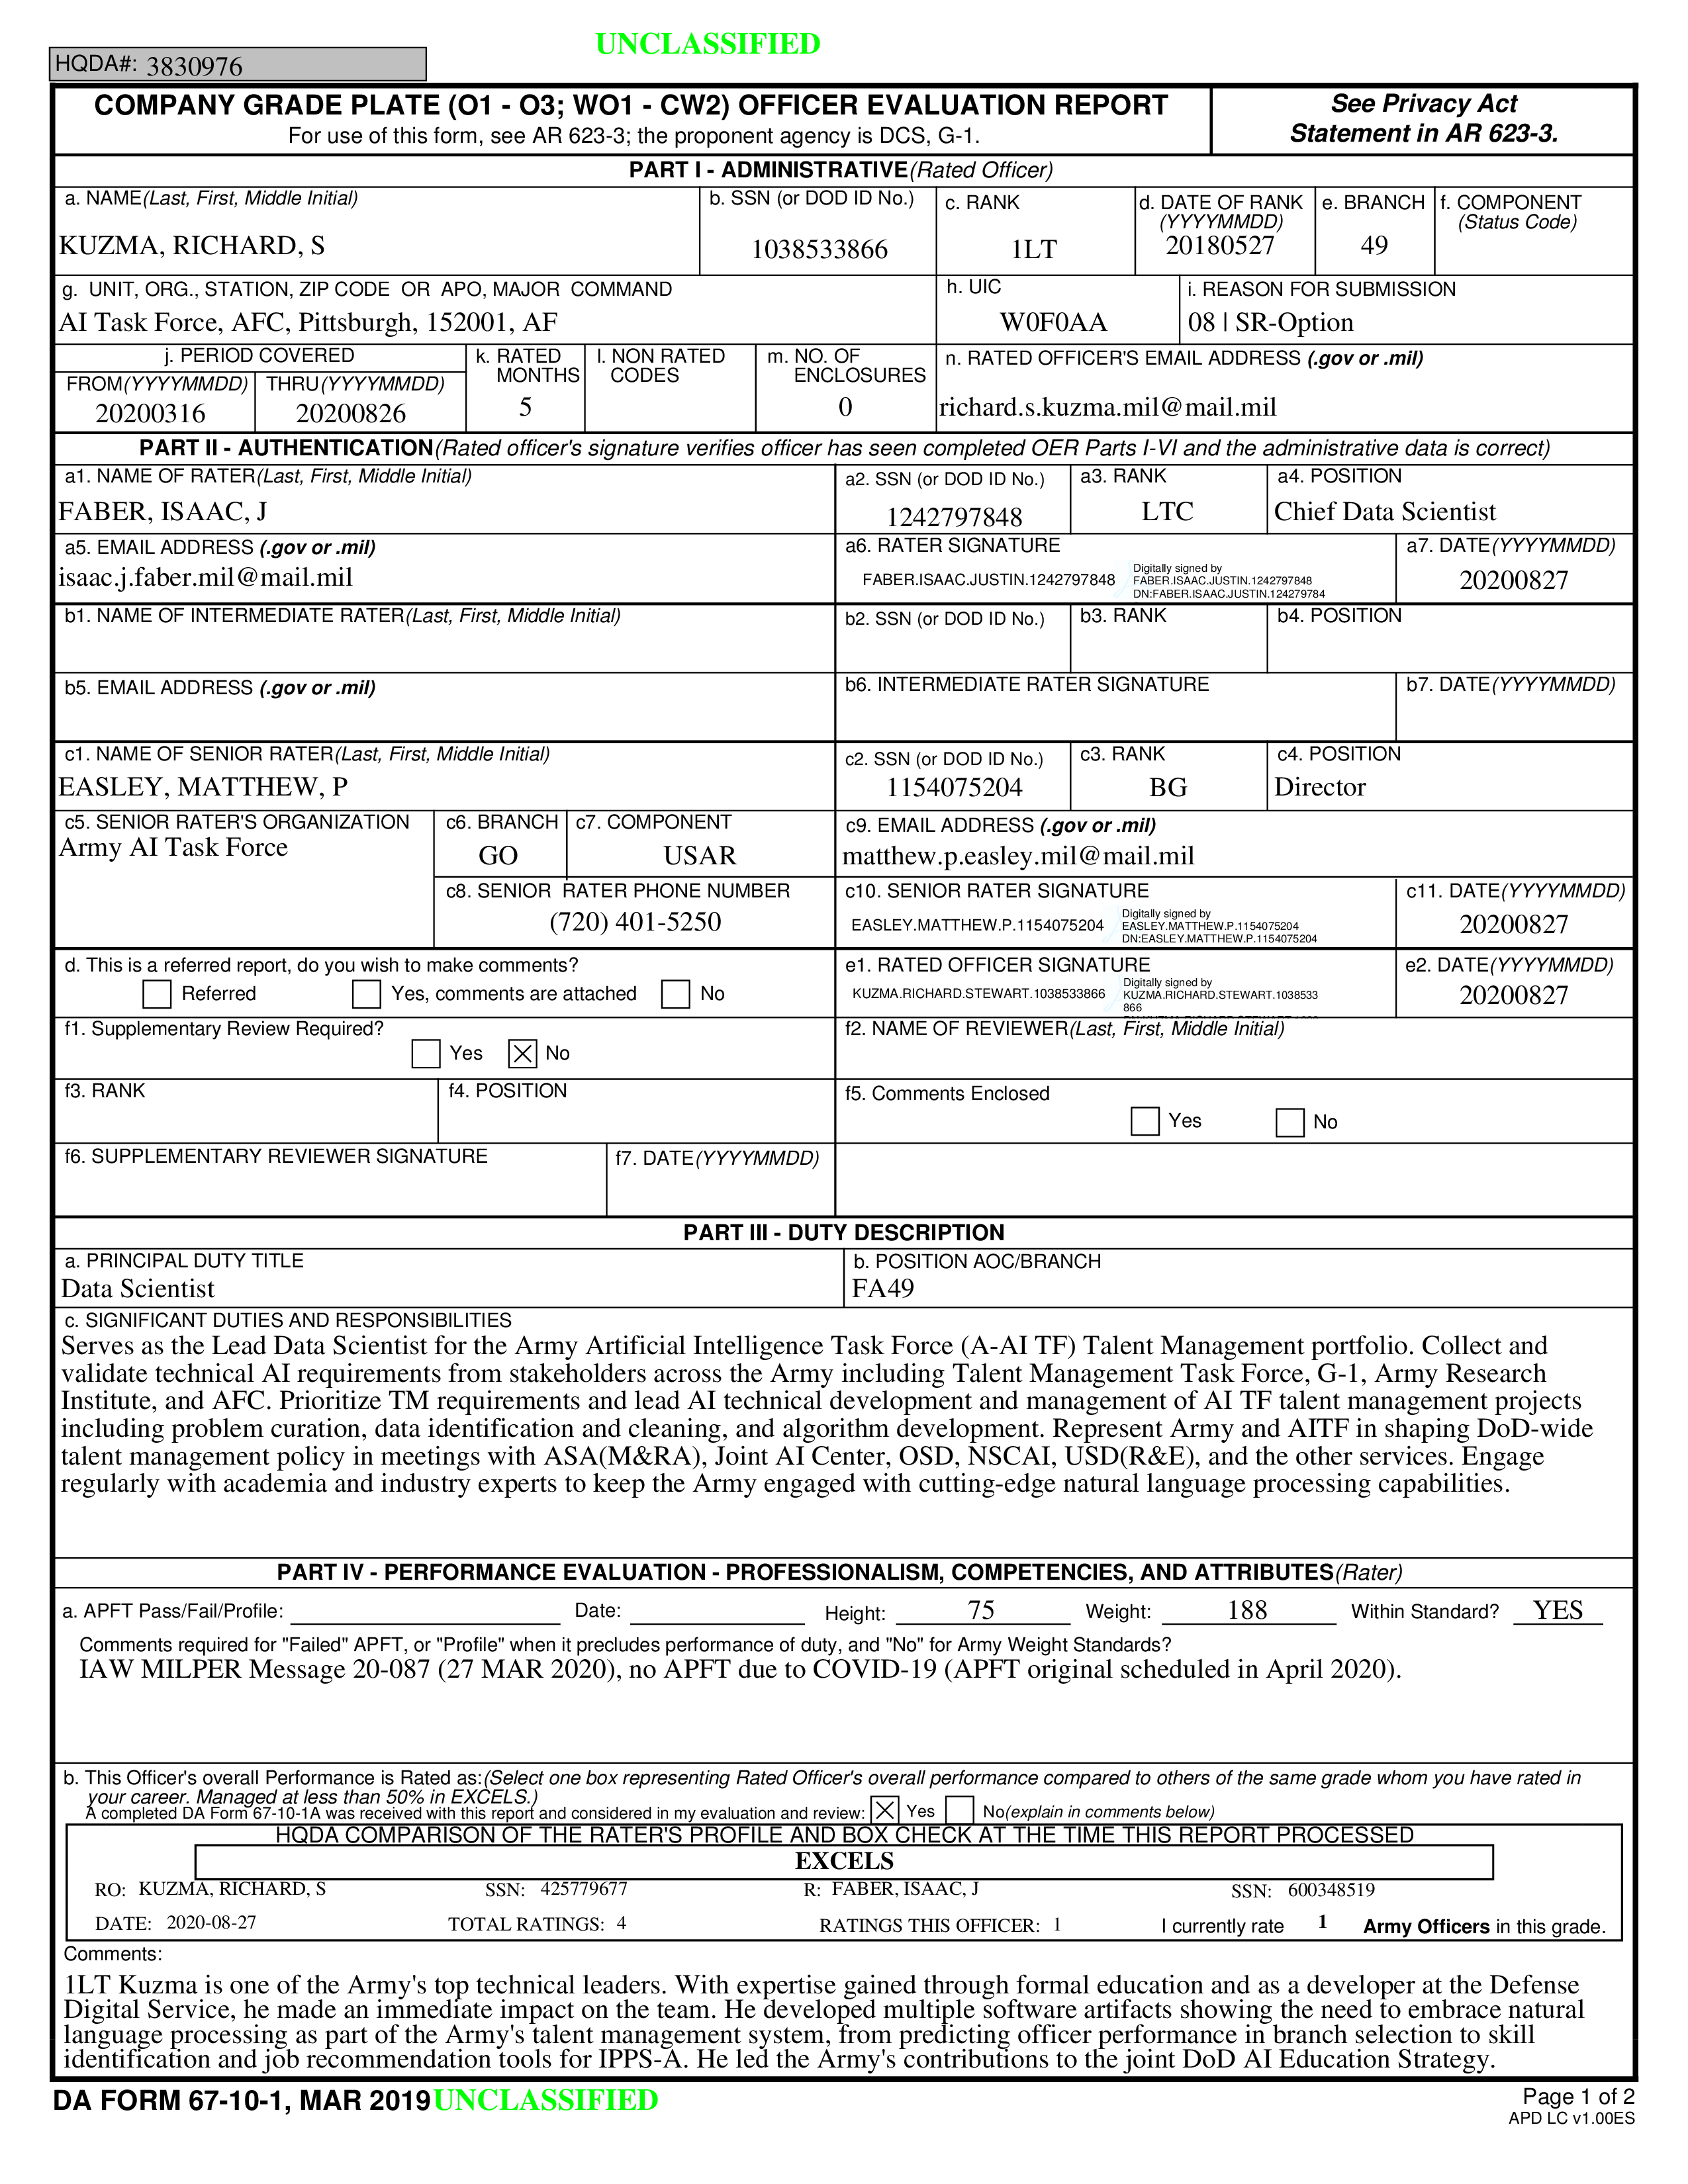 UNCLASSIFIED
HQDA#: 3830976
COMPANY GRADE PLATE (O1 - O3; WO1 - CW2) OFFICER EVALUATION REPORT
For use of this form, see AR 623-3; the proponent agency is DCS, G-1.
See Privacy Act
Statement in AR 623-3.
PART I - ADMINISTRATIVE(Rated Officer)
a. NAME(Last, First, Middle Initial)
KUZMA, RICHARD, S
b. SSN (or DOD ID No.)
1038533866
c. RANK
1LT
d. DATE OF RANK
(YYYYMMDD)
20180527
e. BRANCH
49
f. COMPONENT
(Status Code)
g. UNIT, ORG., STATION, ZIP CODE OR APO, MAJOR COMMAND
AI Task Force, AFC, Pittsburgh, 152001, AF
h. UIC
W0F0AA
i. REASON FOR SUBMISSION
08 | SR-Option
j. PERIOD COVERED
FROM(YYYYMMDD)
20200316
THRU(YYYYMMDD)
20200826
k. RATED
MONTHS
5
l. NON RATED
CODES
m. NO. OF
ENCLOSURES
0
n. RATED OFFICER'S EMAIL ADDRESS (.gov or .mil)
richard.s.kuzma.mil@mail.mil
PART II - AUTHENTICATION(Rated officer's signature verifies officer has seen completed OER Parts I-VI and the administrative data is correct)
a1. NAME OF RATER(Last, First, Middle Initial)
FABER, ISAAC, J
a2. SSN (or DOD ID No.)
1242797848
a3. RANK
LTC
a4. POSITION
Chief Data Scientist
a5. EMAIL ADDRESS (.gov or .mil)
isaac.j.faber.mil@mail.mil
a6. RATER SIGNATURE
FABER.ISAAC.JUSTIN.1242797848
Digitally signed by
FABER.ISAAC.JUSTIN.1242797848
DN:FABER.ISAAC.JUSTIN.124279784
a7. DATE(YYYYMMDD)
20200827
b1. NAME OF INTERMEDIATE RATER(Last, First, Middle Initial)
b2. SSN (or DOD ID No.)
b3. RANK
b4. POSITION
b5. EMAIL ADDRESS (.gov or .mil)
b6. INTERMEDIATE RATER SIGNATURE
b7. DATE(YYYYMMDD)
c1. NAME OF SENIOR RATER(Last, First, Middle Initial)
EASLEY, MATTHEW, P
c2. SSN (or DOD ID No.)
1154075204
c3. RANK
BG
c4. POSITION
Director
c5. SENIOR RATER'S ORGANIZATION
Army AI Task Force
c6. BRANCH
GO
c7. COMPONENT
USAR
c8. SENIOR RATER PHONE NUMBER
(720) 401-5250
c9. EMAIL ADDRESS (.gov or .mil)
matthew.p.easley.mil@mail.mil
c10. SENIOR RATER SIGNATURE
EASLEY.MATTHEW.P.1154075204
Digitally signed by
EASLEY.MATTHEW.P.1154075204
DN:EASLEY.MATTHEW.P.1154075204
c11. DATE(YYYYMMDD)
20200827
d. This is a referred report, do you wish to make comments?
Referred
Yes, comments are attached
No
e1. RATED OFFICER SIGNATURE
KUZMA.RICHARD.STEWART.1038533866
Digitally signed by
KUZMA.RICHARD.STEWART.1038533
866
e2. DATE(YYYYMMDD)
20200827
f1. Supplementary Review Required?
Yes
No
f2. NAME OF REVIEWER(Last, First, Middle Initial)
f3. RANK
f4. POSITION
f5. Comments Enclosed
Yes
No
f6. SUPPLEMENTARY REVIEWER SIGNATURE
f7. DATE(YYYYMMDD)
PART III - DUTY DESCRIPTION
a. PRINCIPAL DUTY TITLE
Data Scientist
b. POSITION AOC/BRANCH
FA49
c. SIGNIFICANT DUTIES AND RESPONSIBILITIES
Serves as the Lead Data Scientist for the Army Artificial Intelligence Task Force (A-AI TF) Talent Management portfolio. Collect and
validate technical AI requirements from stakeholders across the Army including Talent Management Task Force, G-1, Army Research
Institute, and AFC. Prioritize TM requirements and lead AI technical development and management of AI TF talent management projects
including problem curation, data identification and cleaning, and algorithm development. Represent Army and AITF in shaping DoD-wide
talent management policy in meetings with ASA(M&RA), Joint AI Center, OSD, NSCAI, USD(R&E), and the other services. Engage
regularly with academia and industry experts to keep the Army engaged with cutting-edge natural language processing capabilities.
PART IV - PERFORMANCE EVALUATION - PROFESSIONALISM, COMPETENCIES, AND ATTRIBUTES(Rater)
a. APFT Pass/Fail/Profile: Date: Height: 75 Weight: 188 Within Standard? YES
Comments required for "Failed" APFT, or "Profile" when it precludes performance of duty, and "No" for Army Weight Standards?
IAW MILPER Message 20-087 (27 MAR 2020), no APFT due to COVID-19 (APFT original scheduled in April 2020).
b. This Officer's overall Performance is Rated as:(Select one box representing Rated Officer's overall performance compared to others of the same grade whom you have rated in
your career. Managed at less than 50% in EXCELS.)
A completed DA Form 67-10-1A was received with this report and considered in my evaluation and review: Yes No(explain in comments below)
HQDA COMPARISON OF THE RATER'S PROFILE AND BOX CHECK AT THE TIME THIS REPORT PROCESSED
EXCELS
RO: KUZMA, RICHARD, S SSN: 425779677 R: FABER, ISAAC, J SSN: 600348519
DATE: 2020-08-27 TOTAL RATINGS: 4 RATINGS THIS OFFICER: 1 I currently rate 1 Army Officers in this grade.
Comments:
1LT Kuzma is one of the Army's top technical leaders. With expertise gained through formal education and as a developer at the Defense
Digital Service, he made an immediate impact on the team. He developed multiple software artifacts showing the need to embrace natural
language processing as part of the Army's talent management system, from predicting officer performance in branch selection to skill
identification and job recommendation tools for IPPS-A. He led the Army's contributions to the joint DoD AI Education Strategy.
DA FORM 67-10-1, MAR 2019 UNCLASSIFIED
Page 1 of 2
APD LC v1.00ES